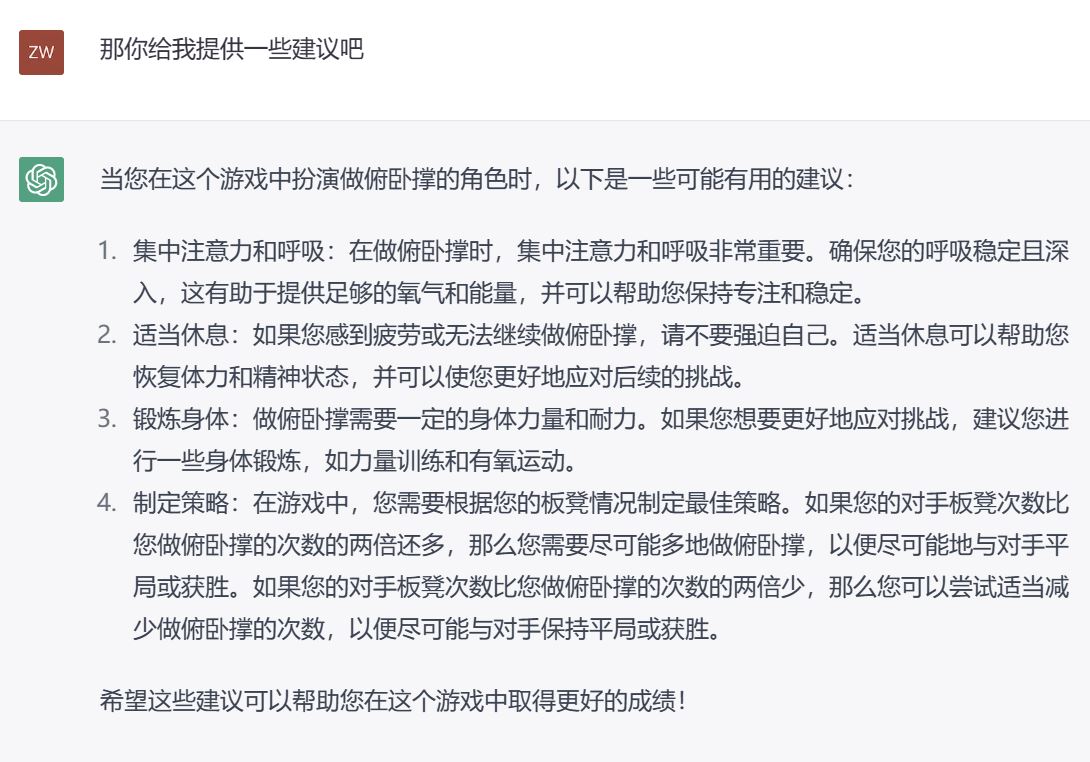 ZW
那你给我提供一些建议吧
当您在这个游戏中扮演做俯卧撑的角色时，以下是一些可能有用的建议：
1. 集中注意力和呼吸：在做俯卧撑时，集中注意力和呼吸非常重要。确保您的呼吸稳定且深
入，这有助于提供足够的氧气和能量，并可以帮助您保持专注和稳定。
2. 适当休息：如果您感到疲劳或无法继续做俯卧撑，请不要强迫自己。适当休息可以帮助您
恢复体力和精神状态，并可以使您更好地应对后续的挑战。
3. 锻炼身体：做俯卧撑需要一定的身体力量和耐力。如果您想要更好地应对挑战，建议您进
行一些身体锻炼，如力量训练和有氧运动。
4. 制定策略：在游戏中，您需要根据您的板凳情况制定最佳策略。如果您的对手板凳次数比
您做俯卧撑的次数的两倍还多，那么您需要尽可能多地做俯卧撑，以便尽可能地与对手平
局或获胜。如果您的对手板凳次数比您做俯卧撑的次数的两倍少，那么您可以尝试适当减
少做俯卧撑的次数，以便尽可能与对手保持平局或获胜。
希望这些建议可以帮助您在这个游戏中取得更好的成绩！